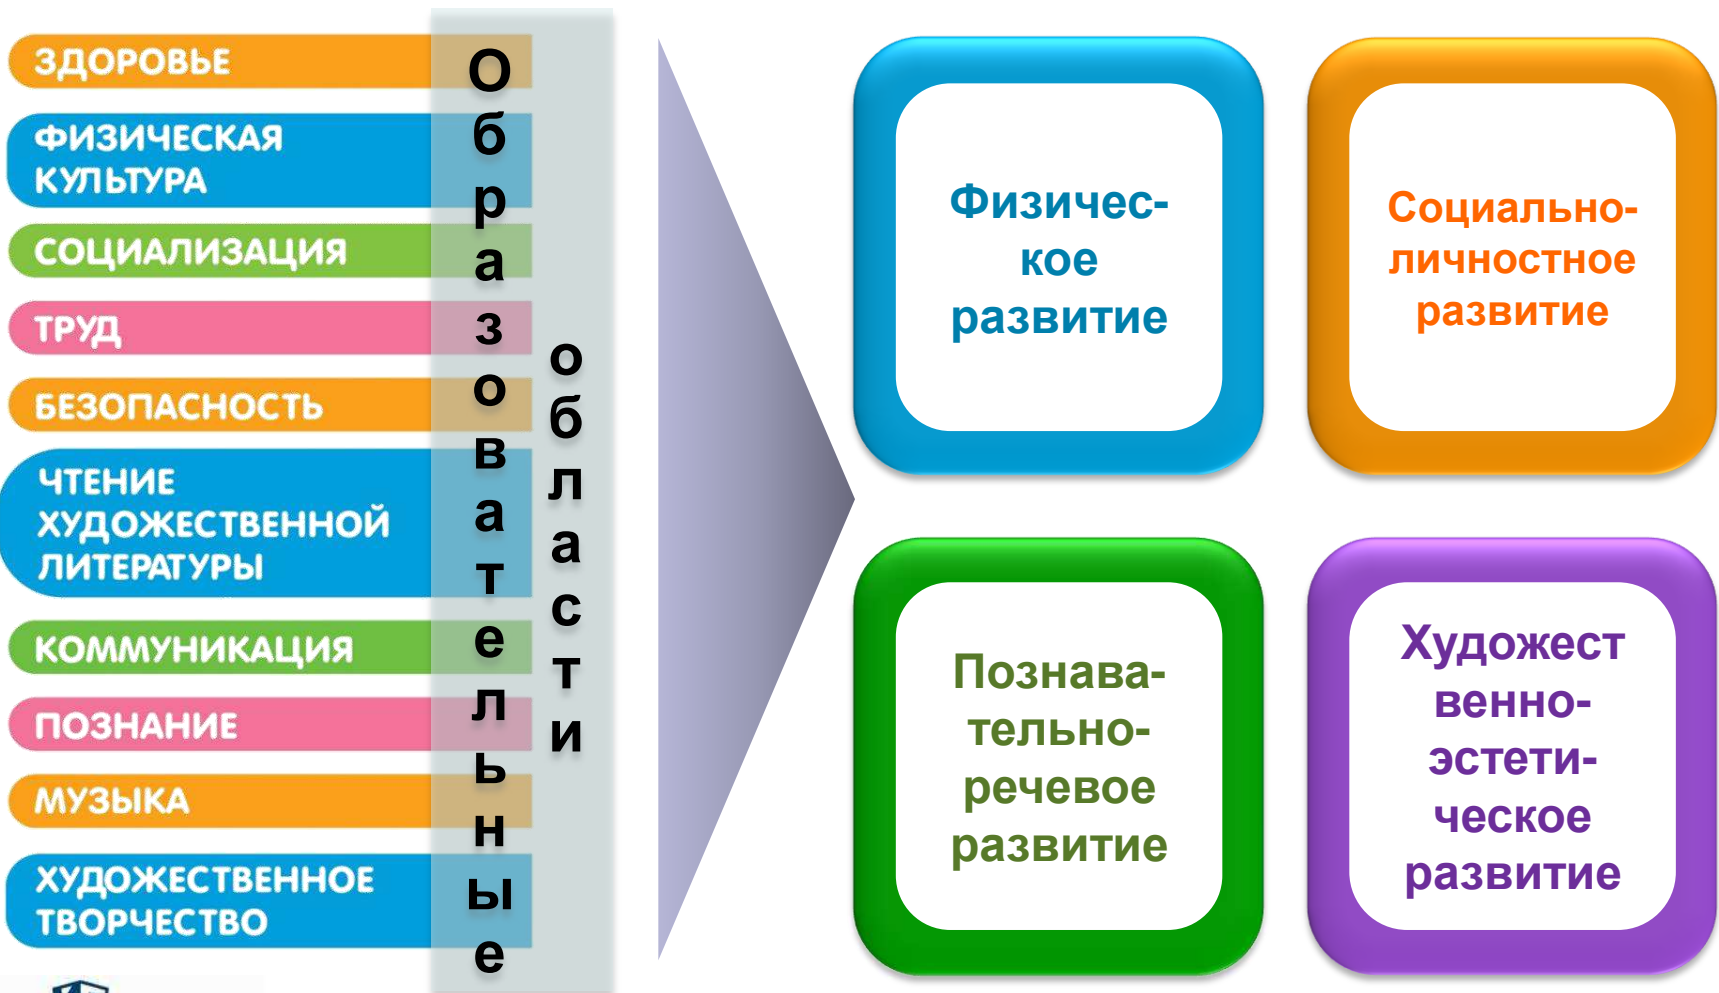 ЗДОРОВЬЕ
ФИЗИЧЕСКАЯ
КУЛЬТУРА
СОЦИАЛИЗАЦИЯ
ТРУД
БЕЗОПАСНОСТЬ
ЧТЕНИЕ
ХУДОЖЕСТВЕННОЙ
ЛИТЕРАТУРЫ
КОММУНИКАЦИЯ
ПОЗНАНИЕ
МУЗЫКА
ХУДОЖЕСТВЕННОЕ
ТВОРЧЕСТВО
Образовательные
области
Физичес-
кое
развитие
Социально-
личностное
развитие
Познава-
тельно-
речевое
развитие
Художест
венно-
эстети-
ческое
развитие